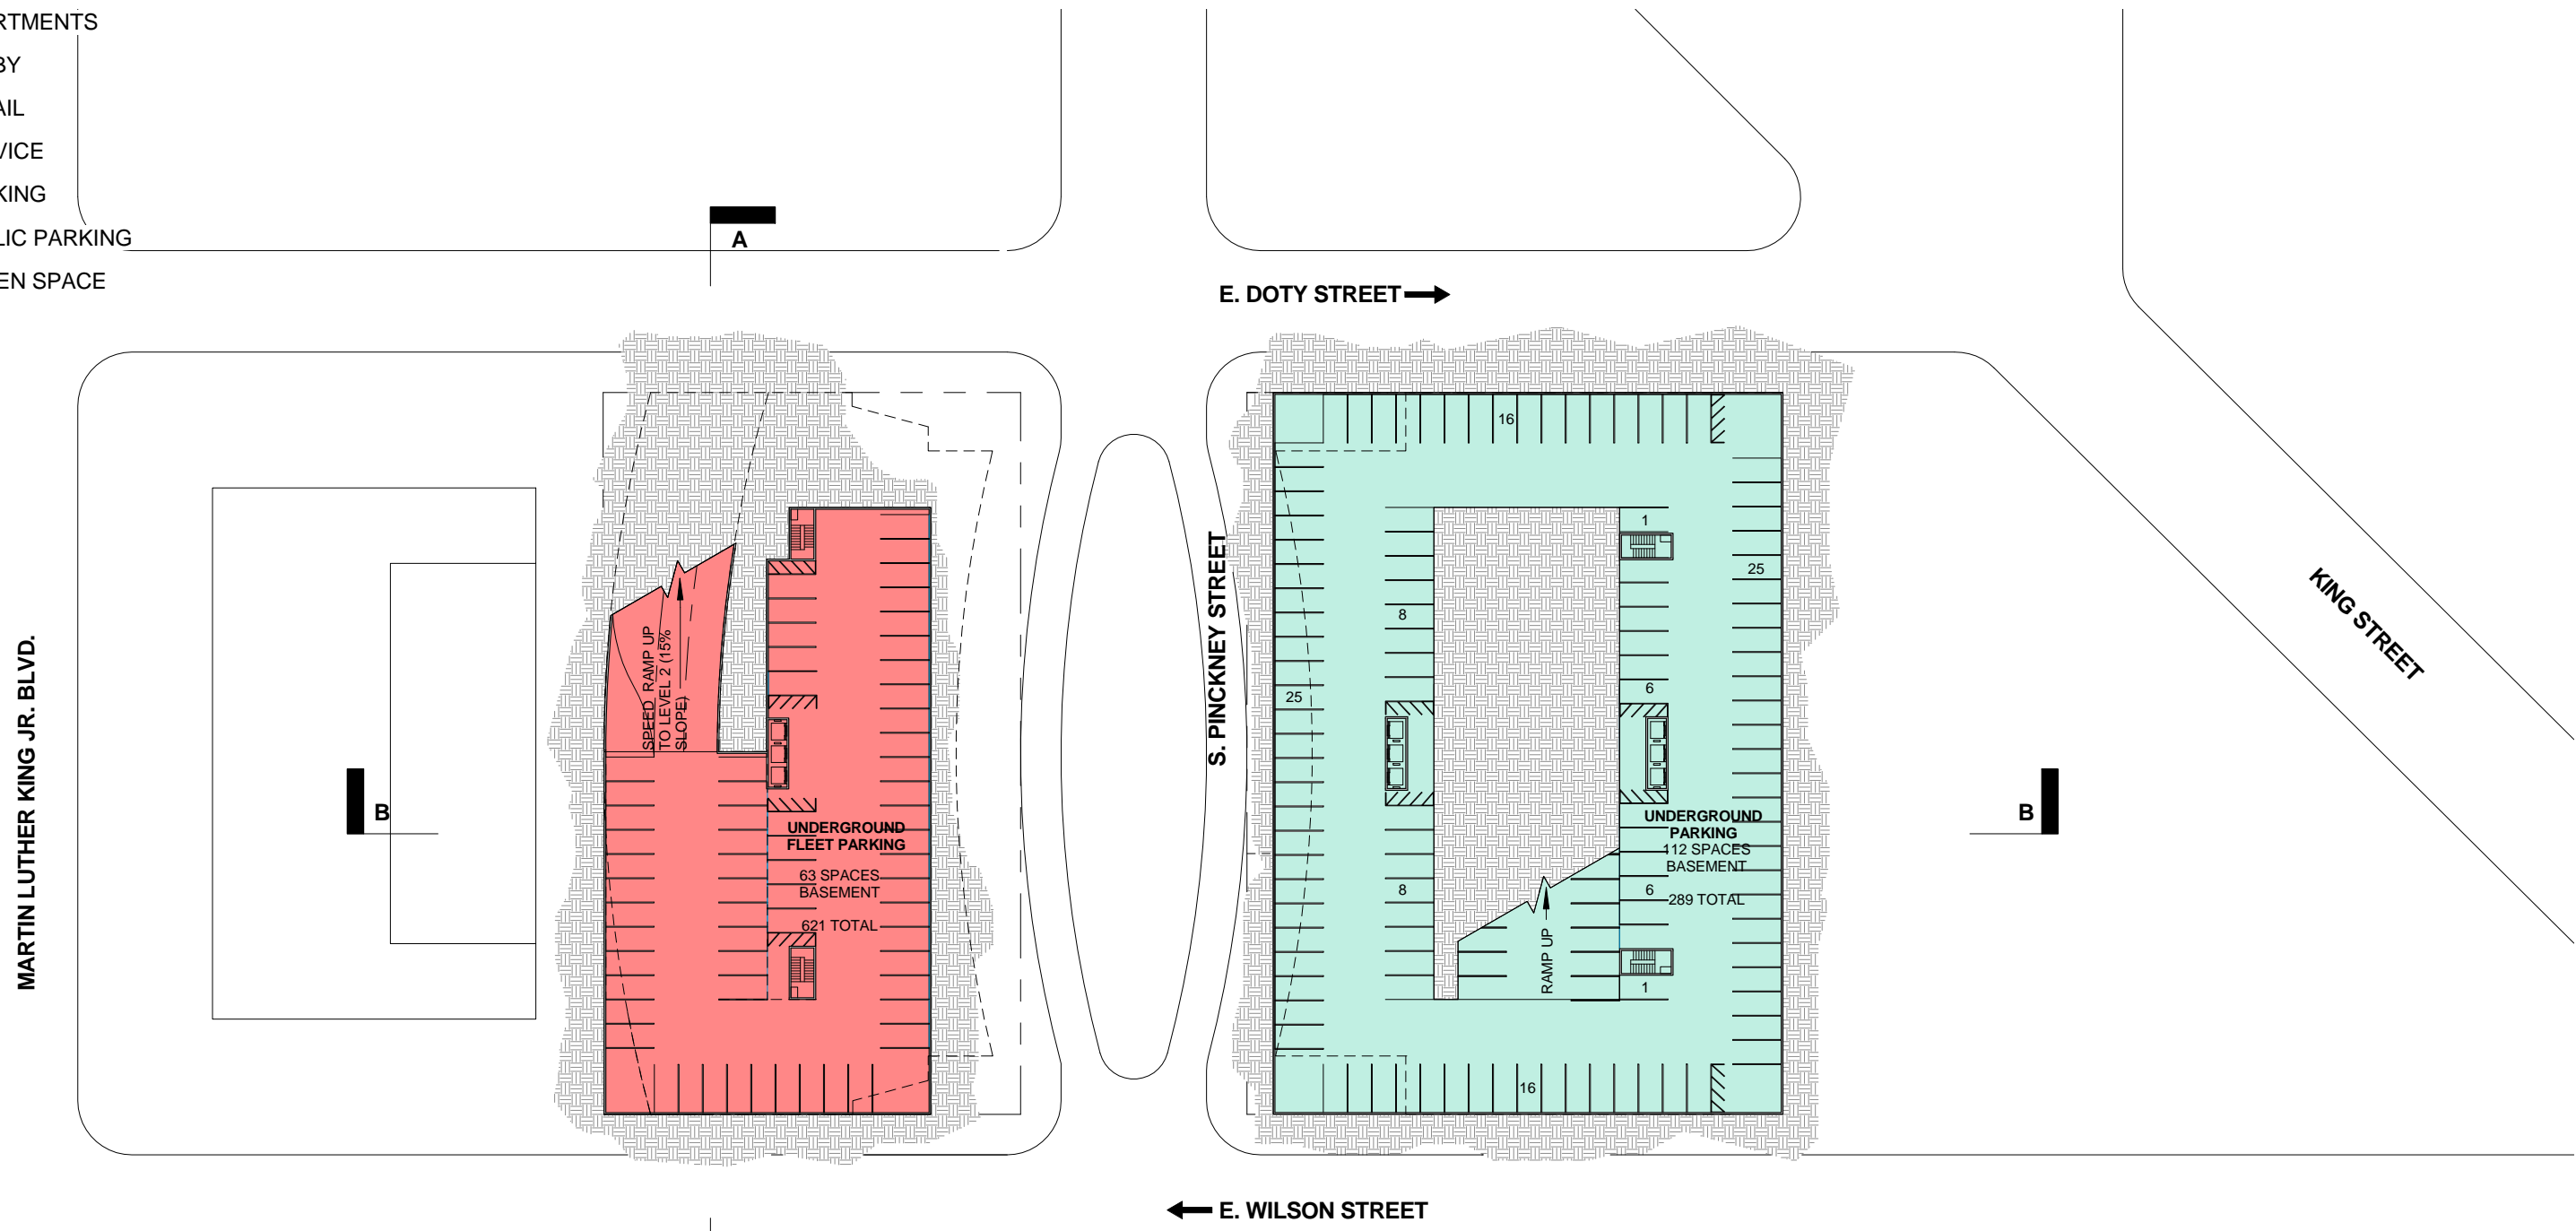 RTMENTS
BY
AIL
VICE
KING
LIC PARKING
EN SPACE
A
E. DOTY STREET
16
1
25
8
KING STREET
S. PINCKNEY STREET
SPEED RAMP UP
TO LEVEL 2 (15%
SLOPE)
MARTIN LUTHER KING JR. BLVD.
25
6
B
UNDERGROUND
FLEET PARKING
63 SPACES
BASEMENT
621 TOTAL
UNDERGROUND
PARKING
112 SPACES
BASEMENT
289 TOTAL
B
8
6
RAMP UP
1
16
E. WILSON STREET